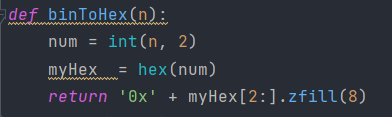 def binToHex(n):
    num = int(n, 2)
    myHex  = hex(num)
    return '0x' + myHex[2:].zfill(8)